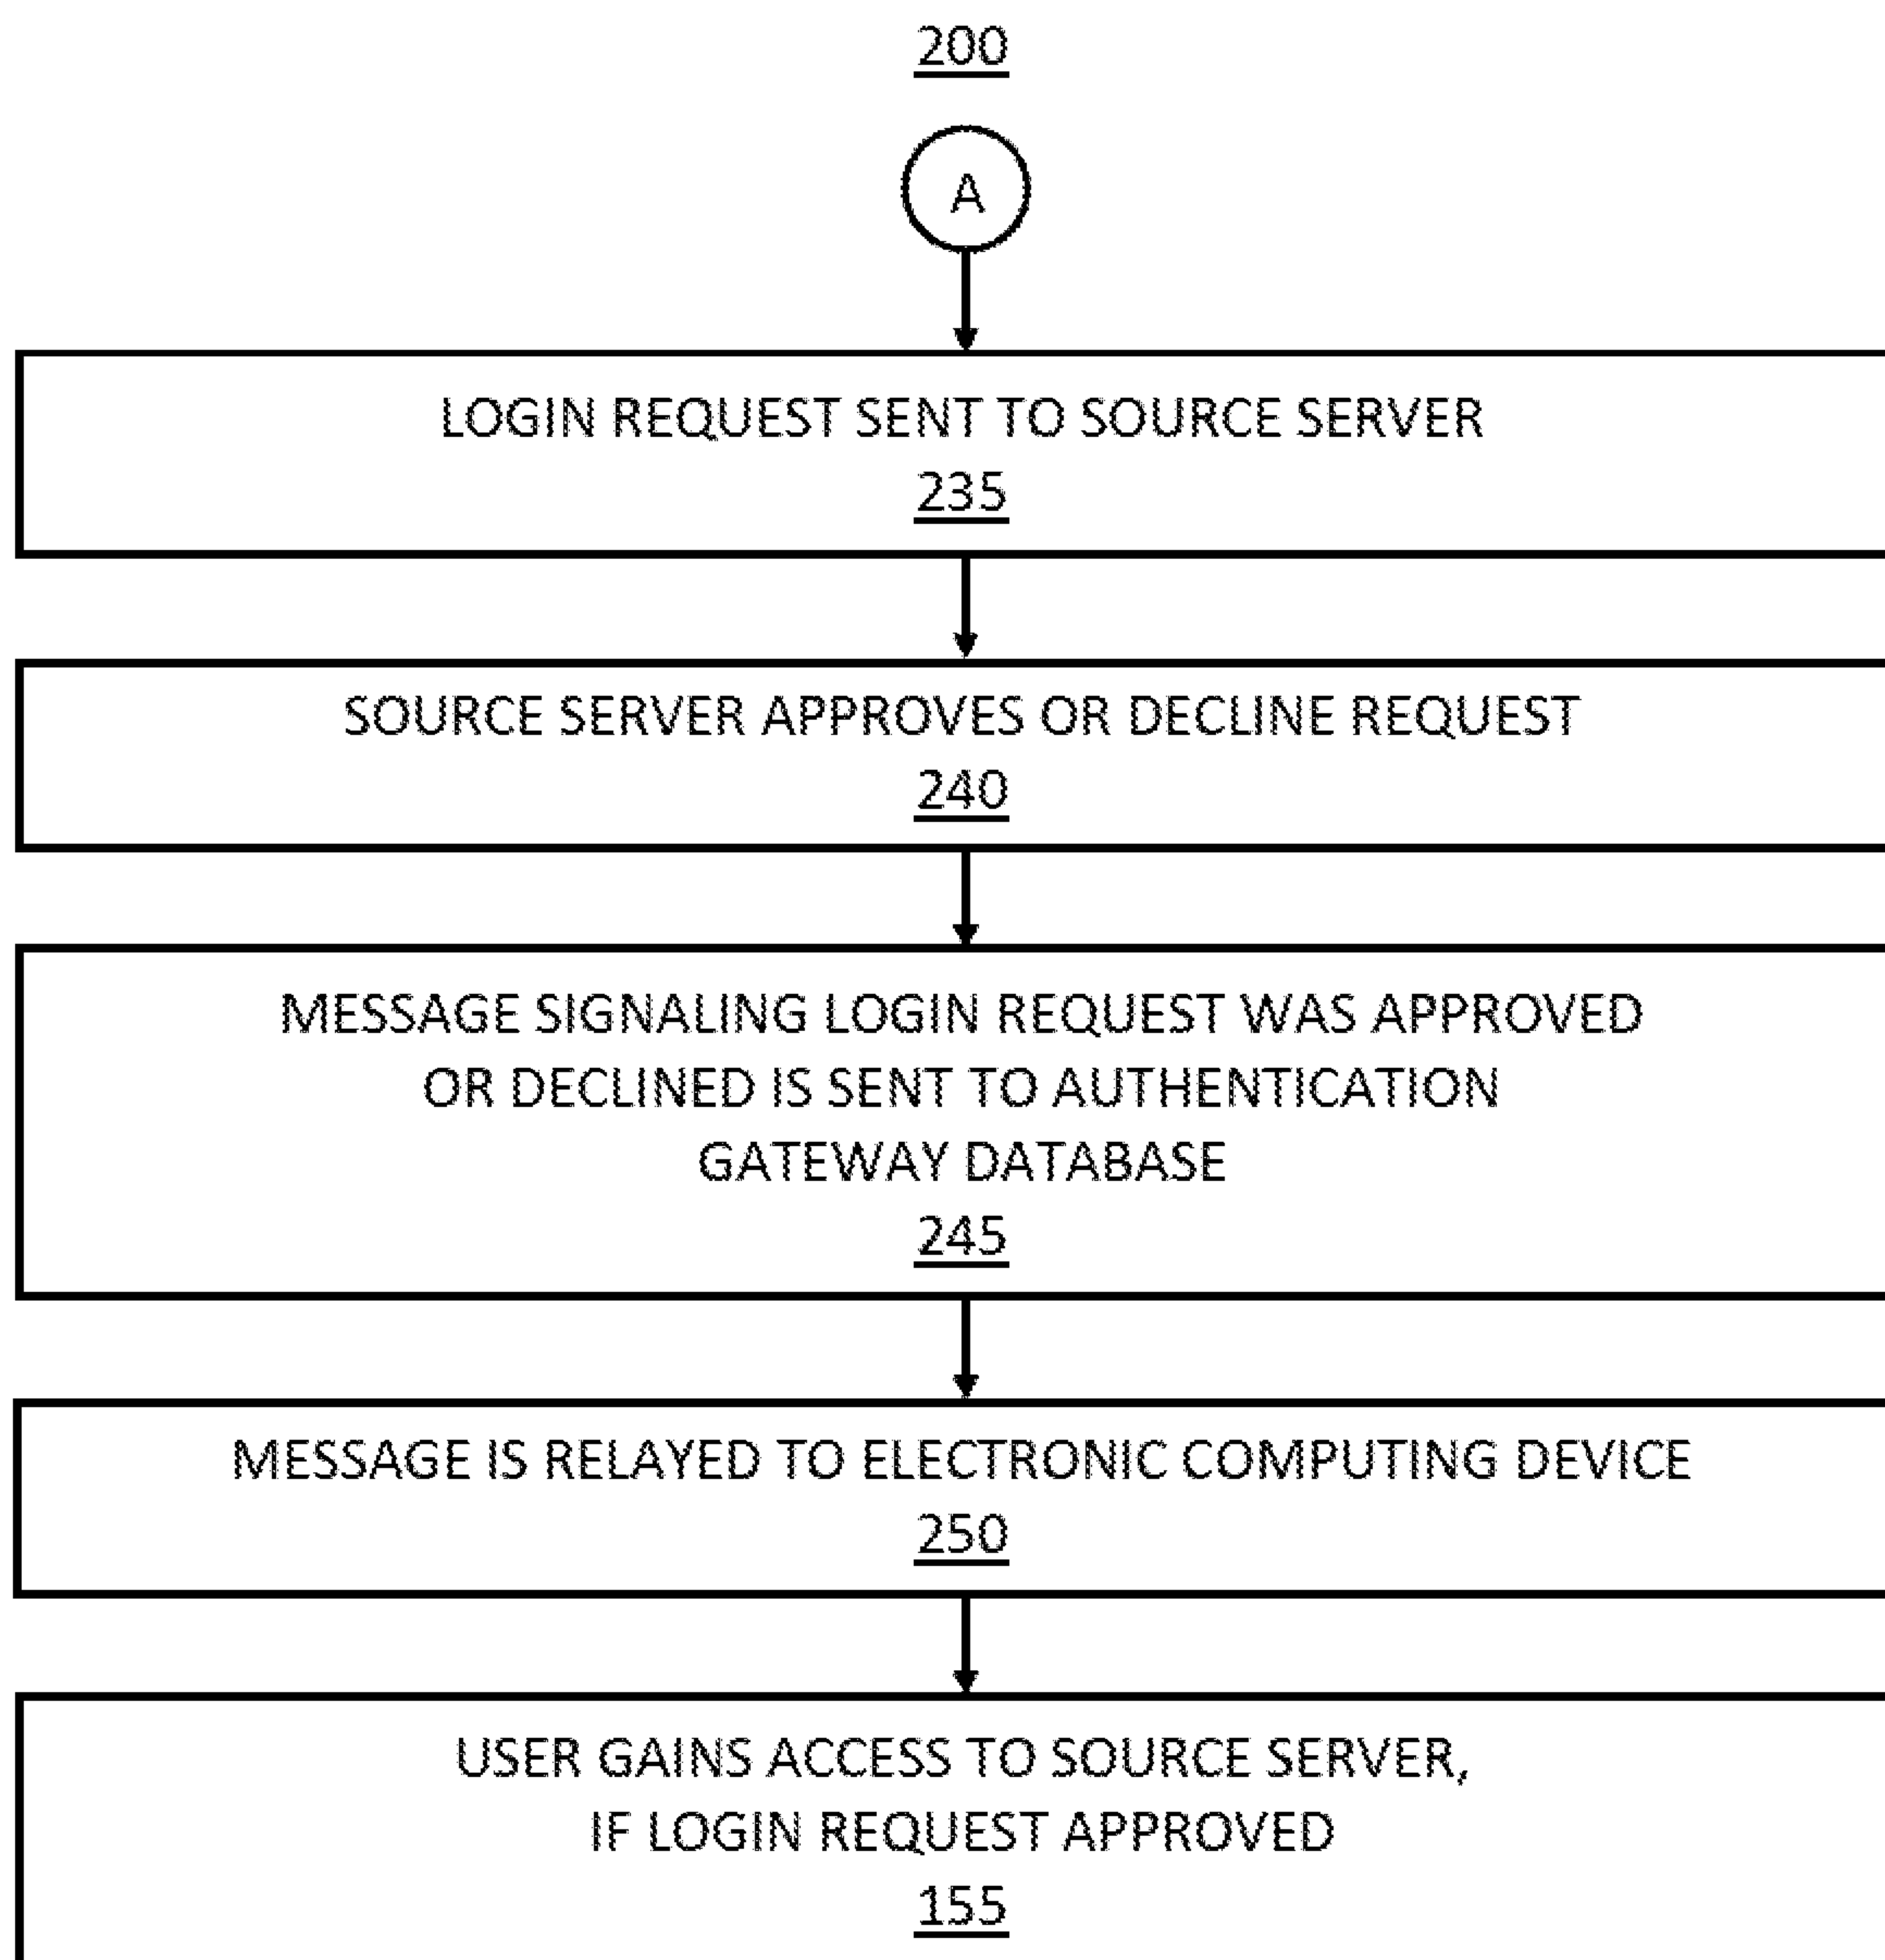 200
A
LOGIN REQUEST SENT TO SOURCE SERVER
235
SOURCE SERVER APPROVES OR DECLINE REQUEST
240
MESSAGE SIGNALING LOGIN REQUEST WAS APPROVED
OR DECLINED IS SENT TO AUTHENTICATION
GATEWAY DATABASE
245
MESSAGE IS RELAYED TO ELECTRONIC COMPUTING DEVICE
250
USER GAINS ACCESS TO SOURCE SERVER,
IF LOGIN REQUEST APPROVED
155